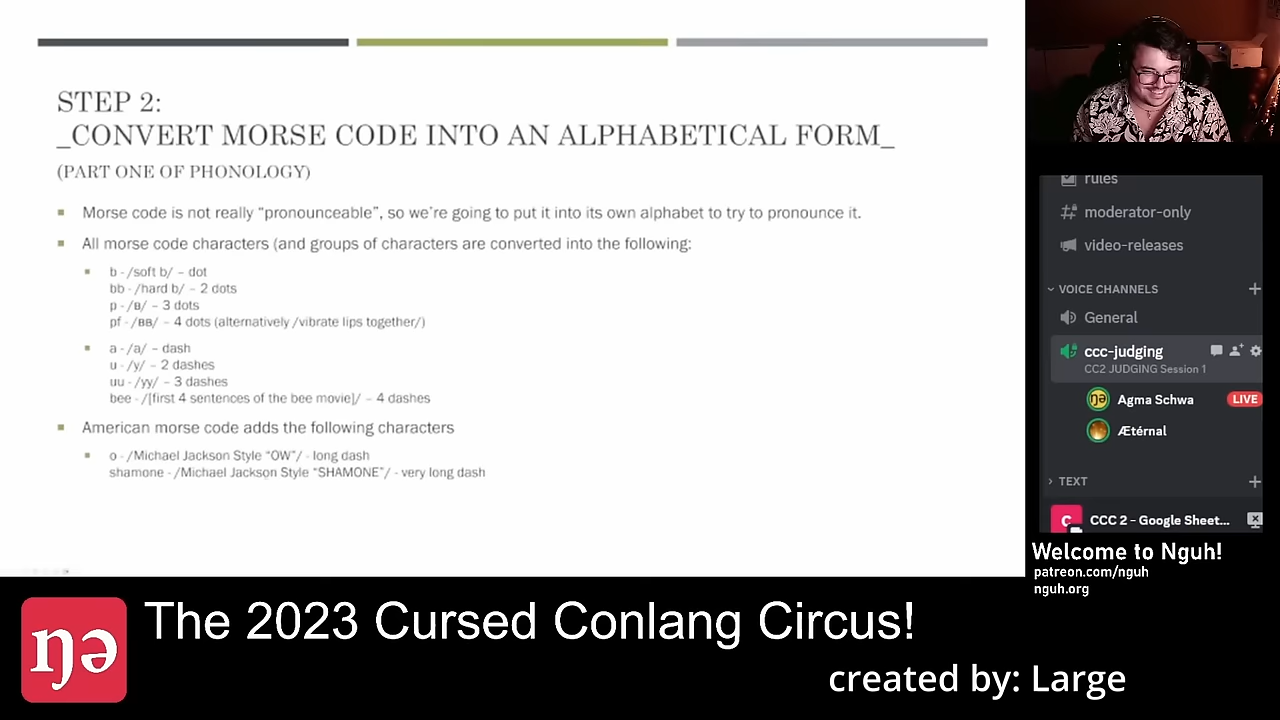 STEP 2:
_CONVERT MORSE CODE INTO AN ALPHABETICAL FORM_
(PART ONE OF PHONOLOGY)
Morse code is not really “pronounceable”, so we’re going to put it into its own alphabet to try to pronounce it.
All morse code characters (and groups of characters are converted into the following:
b - /soft b/ – dot
bb - /hard b/ – 2 dots
p - /ʙ/ – 3 dots
pf - /ʙʙ/ – 4 dots (alternatively /vibrate lips together/)
a - /a/ – dash
u - /y/ – 2 dashes
uu - /yy/ – 3 dashes
bee - /[first 4 sentences of the bee movie]/ – 4 dashes
American morse code adds the following characters
o - /Michael Jackson Style “OW”/ - long dash
shamone - /Michael Jackson Style “SHAMONE”/ - very long dash
rules
moderator-only
video-releases
VOICE CHANNELS
General
ccc-judging
CC2 JUDGING Session 1
ŋə Agma Schwa LIVE
Ætérnal
TEXT
C CCC 2 - Google Sheet...
Welcome to Nguh!
patreon.com/nguh
nguh.org
ŋə
The 2023 Cursed Conlang Circus!
created by: Large